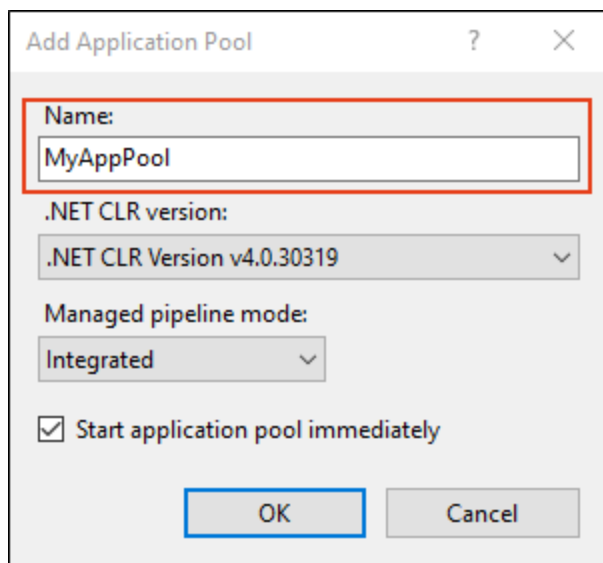 Add Application Pool ?
Name:
MyAppPool
.NET CLR version:
.NET CLR Version v4.0.30319
Managed pipeline mode:
Integrated
Start application pool immediately
OK Cancel